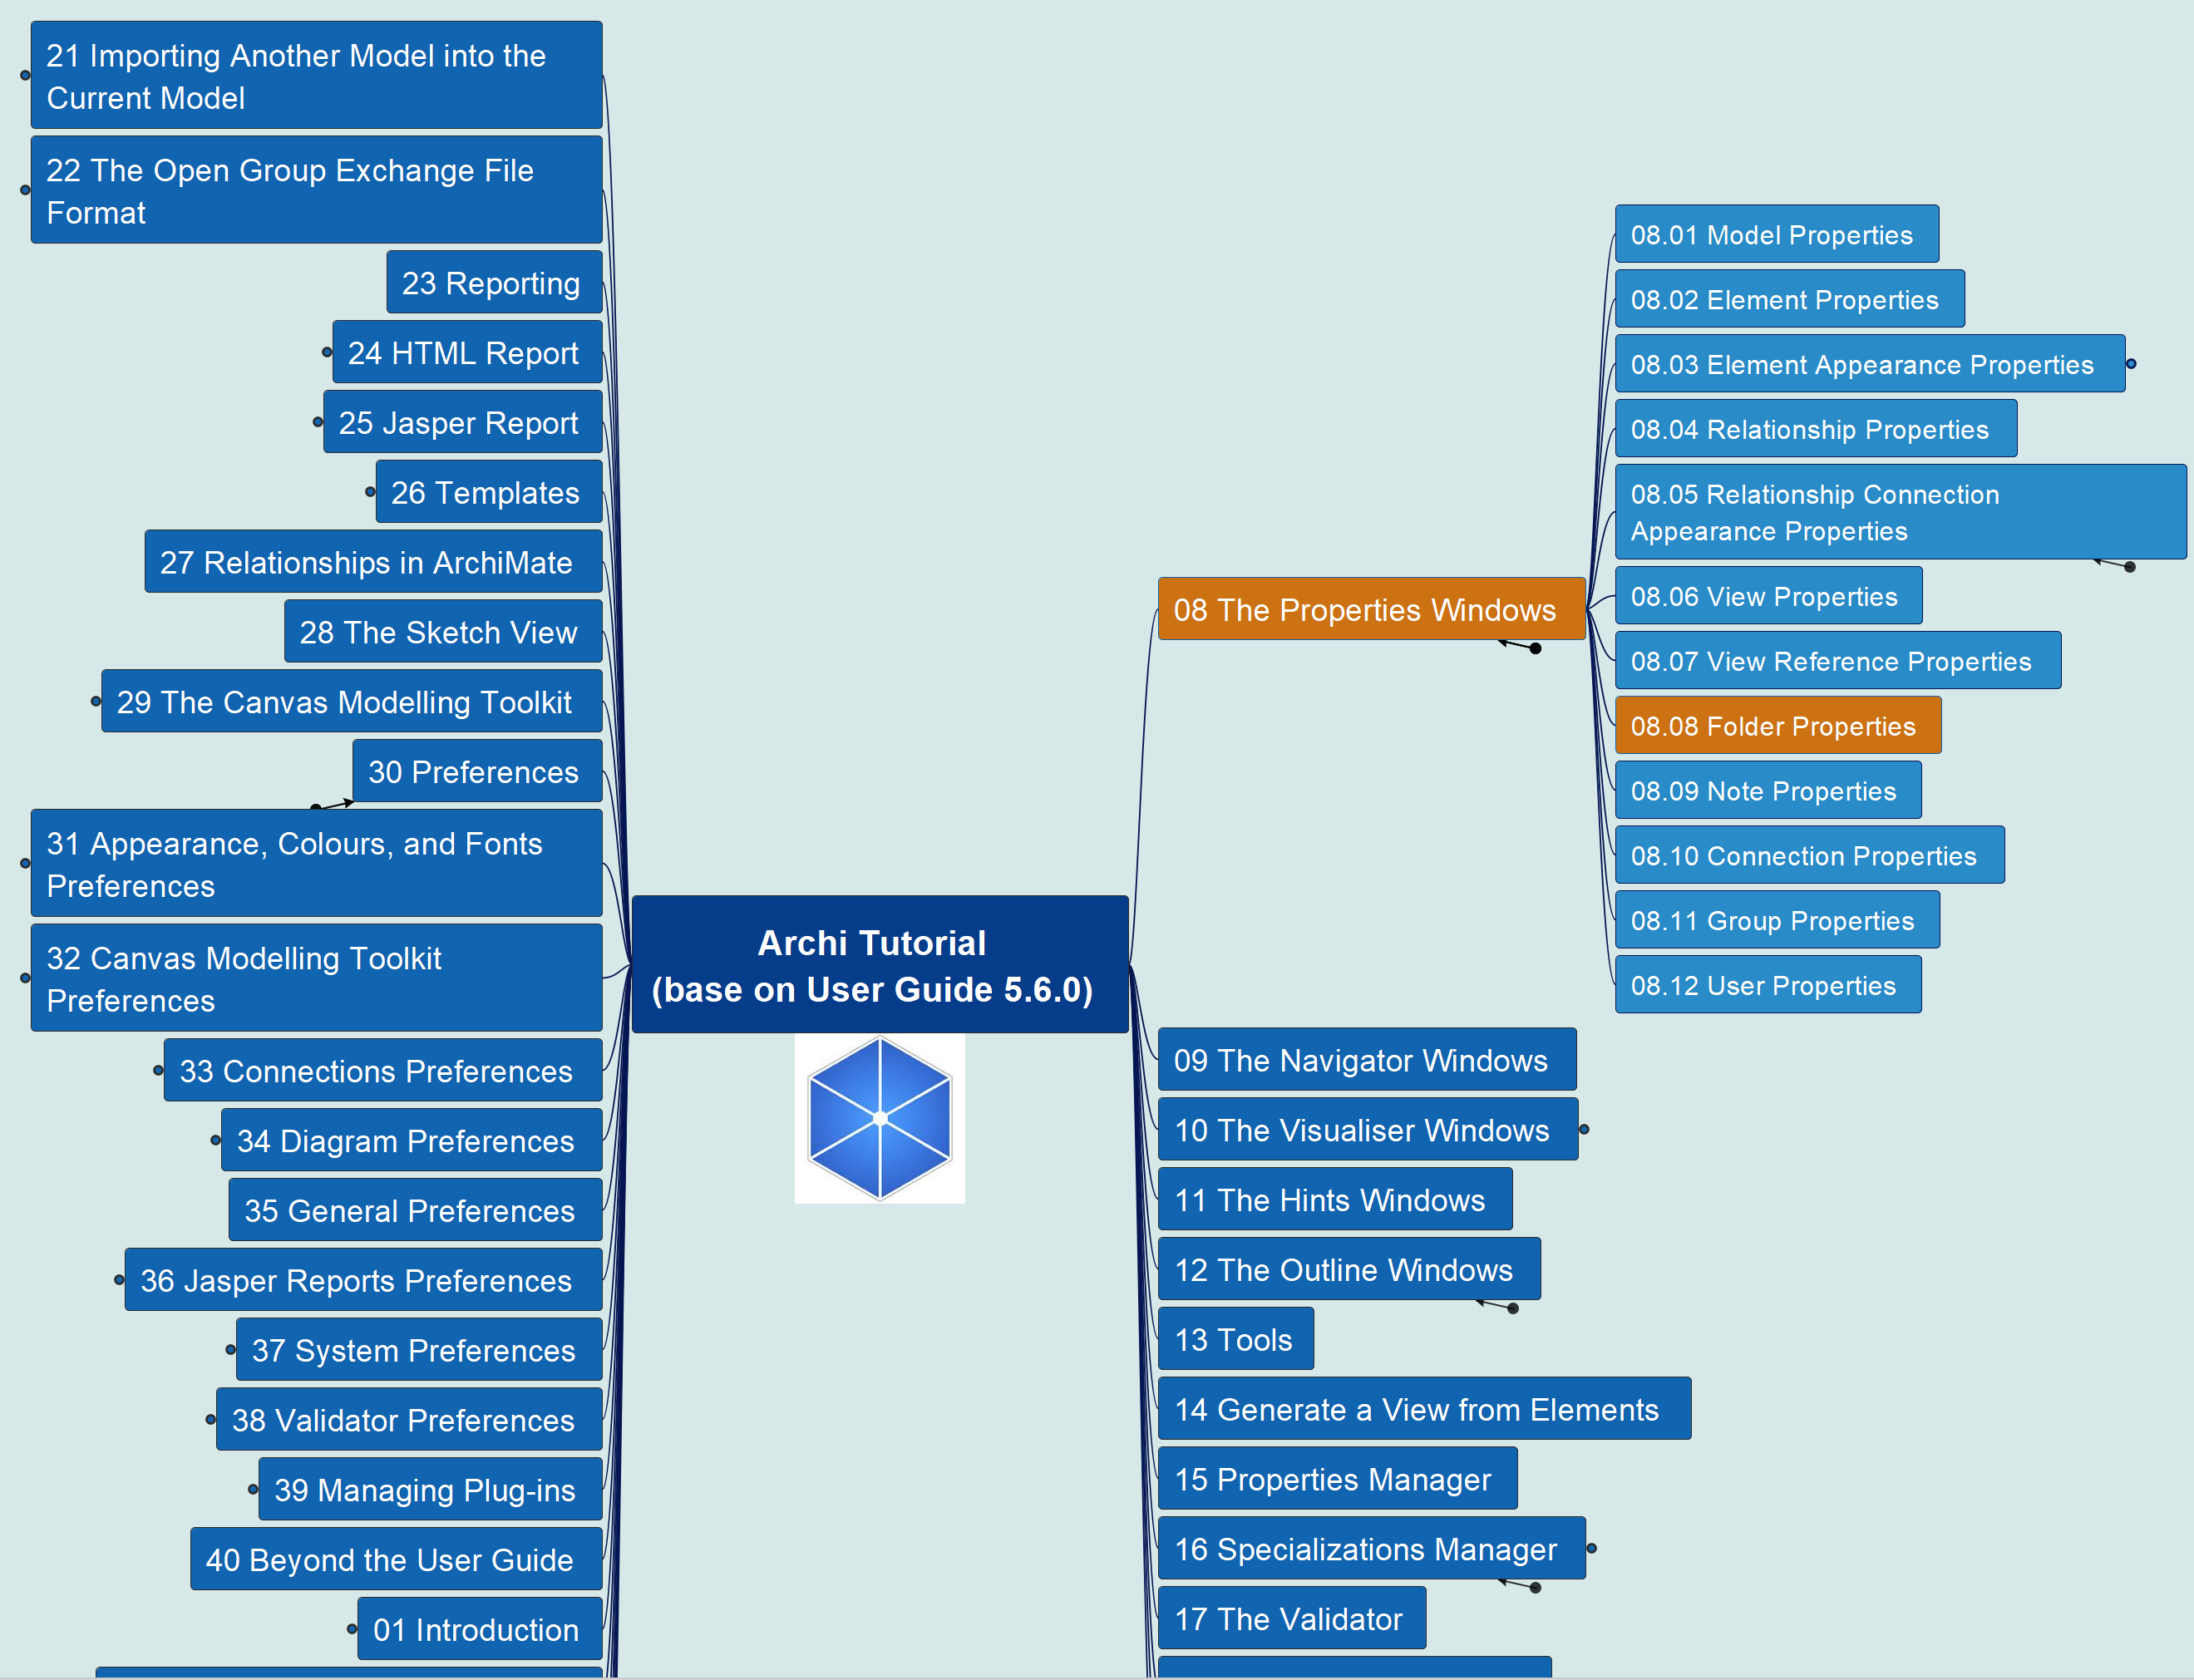 21 Importing Another Model into the
Current Model
22 The Open Group Exchange File
Format
23 Reporting
24 HTML Report
25 Jasper Report
26 Templates
27 Relationships in ArchiMate
28 The Sketch View
29 The Canvas Modelling Toolkit
30 Preferences
31 Appearance, Colours, and Fonts
Preferences
32 Canvas Modelling Toolkit
Preferences
33 Connections Preferences
34 Diagram Preferences
35 General Preferences
36 Jasper Reports Preferences
37 System Preferences
38 Validator Preferences
39 Managing Plug-ins
40 Beyond the User Guide
01 Introduction
Archi Tutorial
(base on User Guide 5.6.0)
08 The Properties Windows
08.01 Model Properties
08.02 Element Properties
08.03 Element Appearance Properties
08.04 Relationship Properties
08.05 Relationship Connection
Appearance Properties
08.06 View Properties
08.07 View Reference Properties
08.08 Folder Properties
08.09 Note Properties
08.10 Connection Properties
08.11 Group Properties
08.12 User Properties
09 The Navigator Windows
10 The Visualiser Windows
11 The Hints Windows
12 The Outline Windows
13 Tools
14 Generate a View from Elements
15 Properties Manager
16 Specializations Manager
17 The Validator